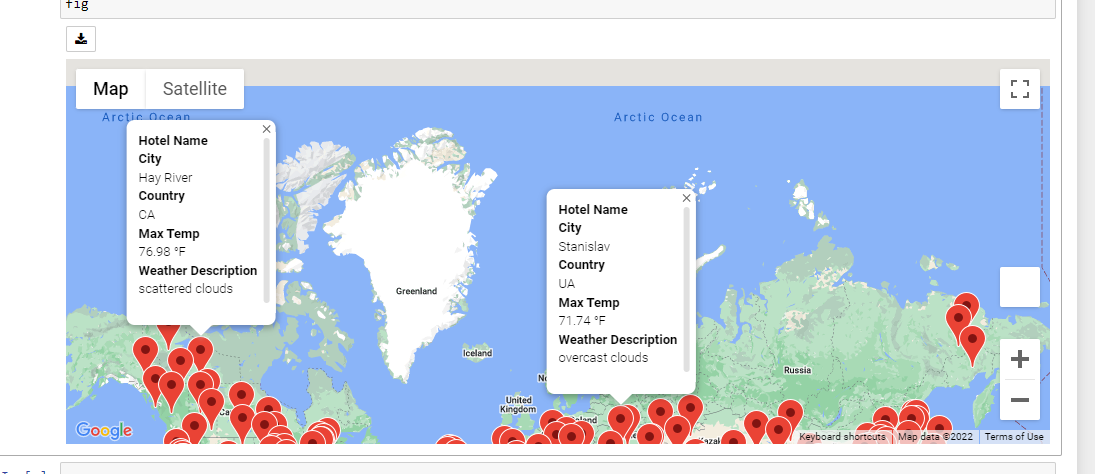 fig
Map
Satellite
Arctic Ocean
Arctic Ocean
Hotel Name
City
Hay River
Country
CA
Max Temp
76.98 °F
Weather Description
scattered clouds
Hotel Name
City
Stanislav
Country
UA
Max Temp
71.74 °F
Weather Description
overcast clouds
Greenland
Iceland
Russia
United
Kingdom
Google
Keyboard shortcuts
Map data ©2022
Terms of Use